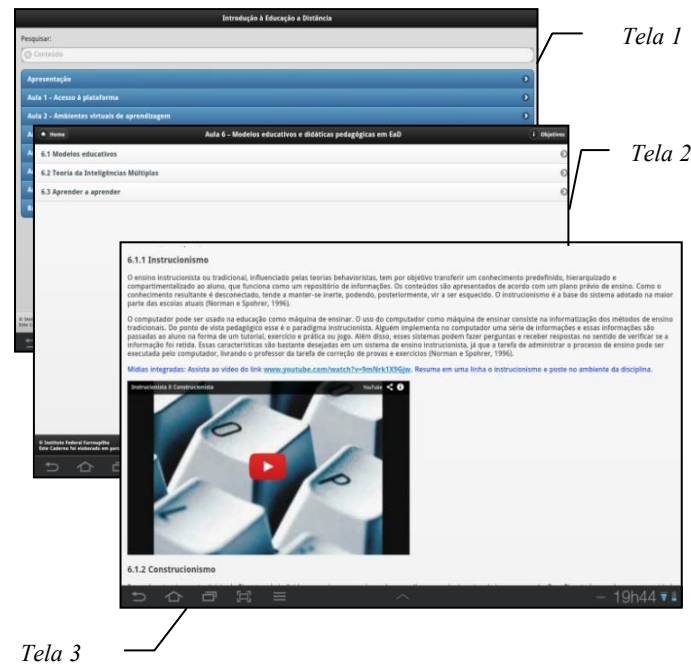 Introdução à Educação a Distância
Tela 1
Pesquisar:
Conteúdo
Apresentação
Aula 1 – Acesso à plataforma
Aula 2 – Ambientes virtuais de aprendizagem
Home
Aula 6 – Modelos educativos e didáticas pedagógicas em EaD
Objetivos
Tela 2
6.1 Modelos educativos
6.2 Teoria da Inteligências Múltiplas
6.3 Aprender a aprender
6.1.1 Instrucionismo
O ensino instrucionista ou tradicional, influenciado pelas teorias behavioristas, tem por objetivo transferir um conhecimento predefinido, hierarquizado e
compartimentalizado ao aluno, que funciona como um repositório de informações. Os conteúdos são apresentados de acordo com um plano prévio de ensino. Como o
conhecimento resultante é desconectado, tende a manter-se inerte, podendo, posteriormente, vir a ser esquecido. O instrucionismo é a base do sistema adotado na maior
parte das escolas atuais (Norman e Spohrer, 1996).
O computador pode ser usado na educação como máquina de ensinar. O uso do computador como máquina de ensinar consiste na informatização dos métodos de ensino
tradicionais. Do ponto de vista pedagógico esse é o paradigma instrucionista. Alguém implementa no computador uma série de informações e essas informações são
passadas ao aluno na forma de um tutorial, exercício e prática ou jogo. Além disso, esses sistemas podem fazer perguntas e receber respostas no sentido de verificar se a
informação foi retida. Essas características são bastante desejadas em um sistema de ensino instrucionista, já que a tarefa de administrar o processo de ensino pode ser
executada pelo computador, livrando o professor da tarefa de correção de provas e exercícios (Norman e Spohrer, 1996).
Mídias integradas: Assista ao vídeo do link www.youtube.com/watch?v=9mNrk1X9Gjw. Resuma em uma linha o instrucionismo e poste no ambiente da disciplina.
Instrucionista X Construcionista
YouTube
O
P
© Instituto Federal Farroupilha
Este Caderno foi elaborado em parc
6.1.2 Construcionismo
19h44
Tela 3